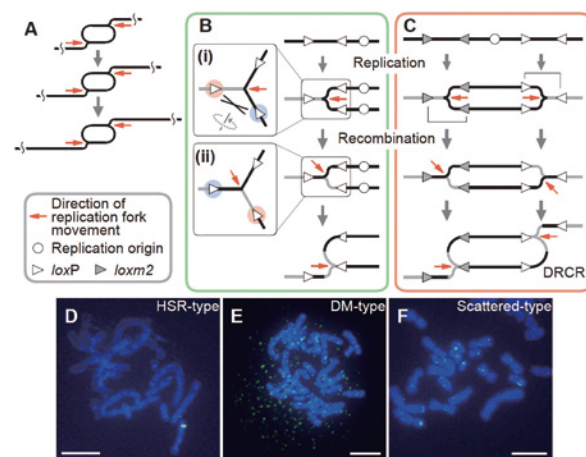 A
B
C
(i)
Replication
Recombination
(ii)
Direction of
replication fork
movement
Replication origin
loxP loxm2
DRCR
D HSR-type
E DM-type
F Scattered-type